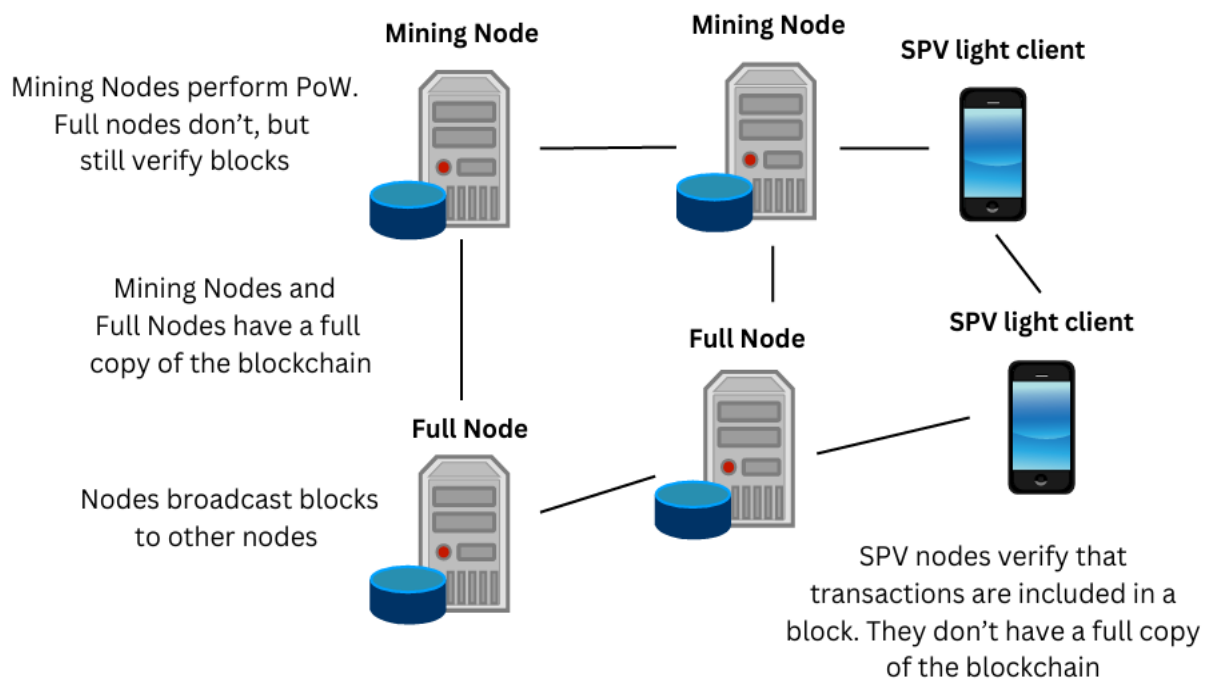 Mining Node
Mining Node
SPV light client
Mining Nodes perform PoW.
Full nodes don’t, but
still verify blocks
Mining Nodes and
Full Nodes have a full
copy of the blockchain
SPV light client
Full Node
Full Node
Nodes broadcast blocks
to other nodes
SPV nodes verify that
transactions are included in a
block. They don’t have a full copy
of the blockchain